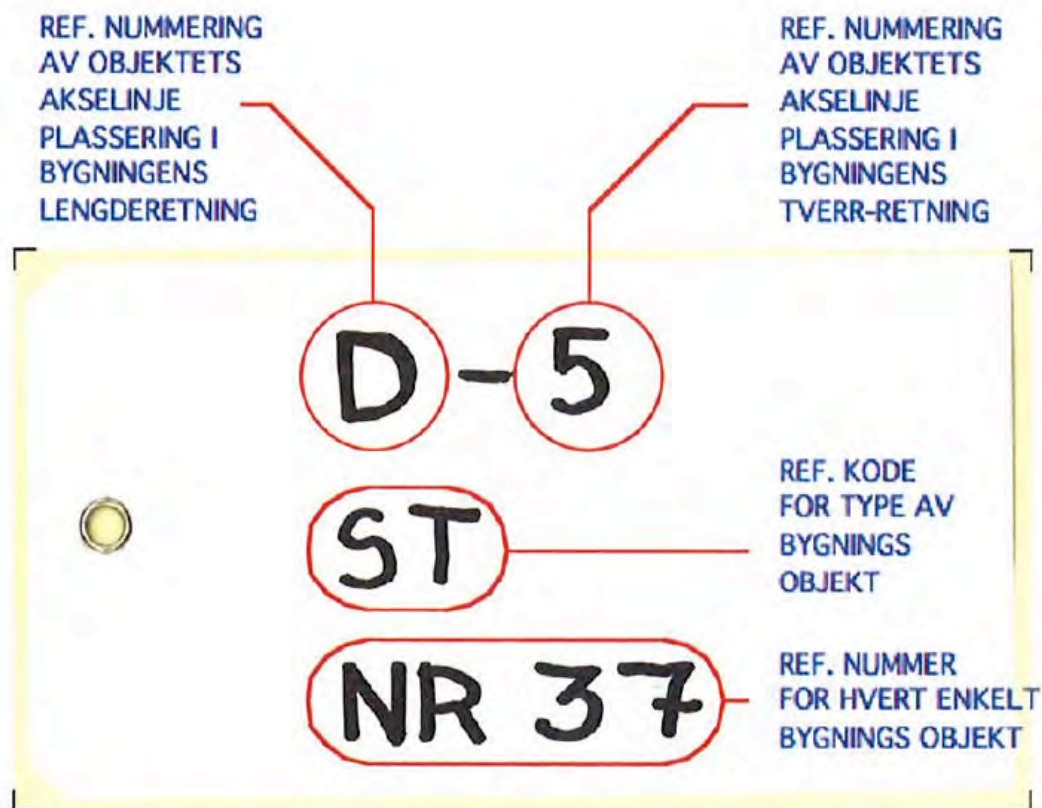 REF. NUMMERING
AV OBJEKTETS
AKSELINJE
PLASSERING I
BYGNINGENS
LENGDERETNING
REF. NUMMERING
AV OBJEKTETS
AKSELINJE
PLASSERING I
BYGNINGENS
TVERR-RETNING
D-5
ST
REF. KODE
FOR TYPE AV
BYGNINGS
OBJEKT
NR 37
REF. NUMMER
FOR HVERT ENKELT
BYGNINGS OBJEKT